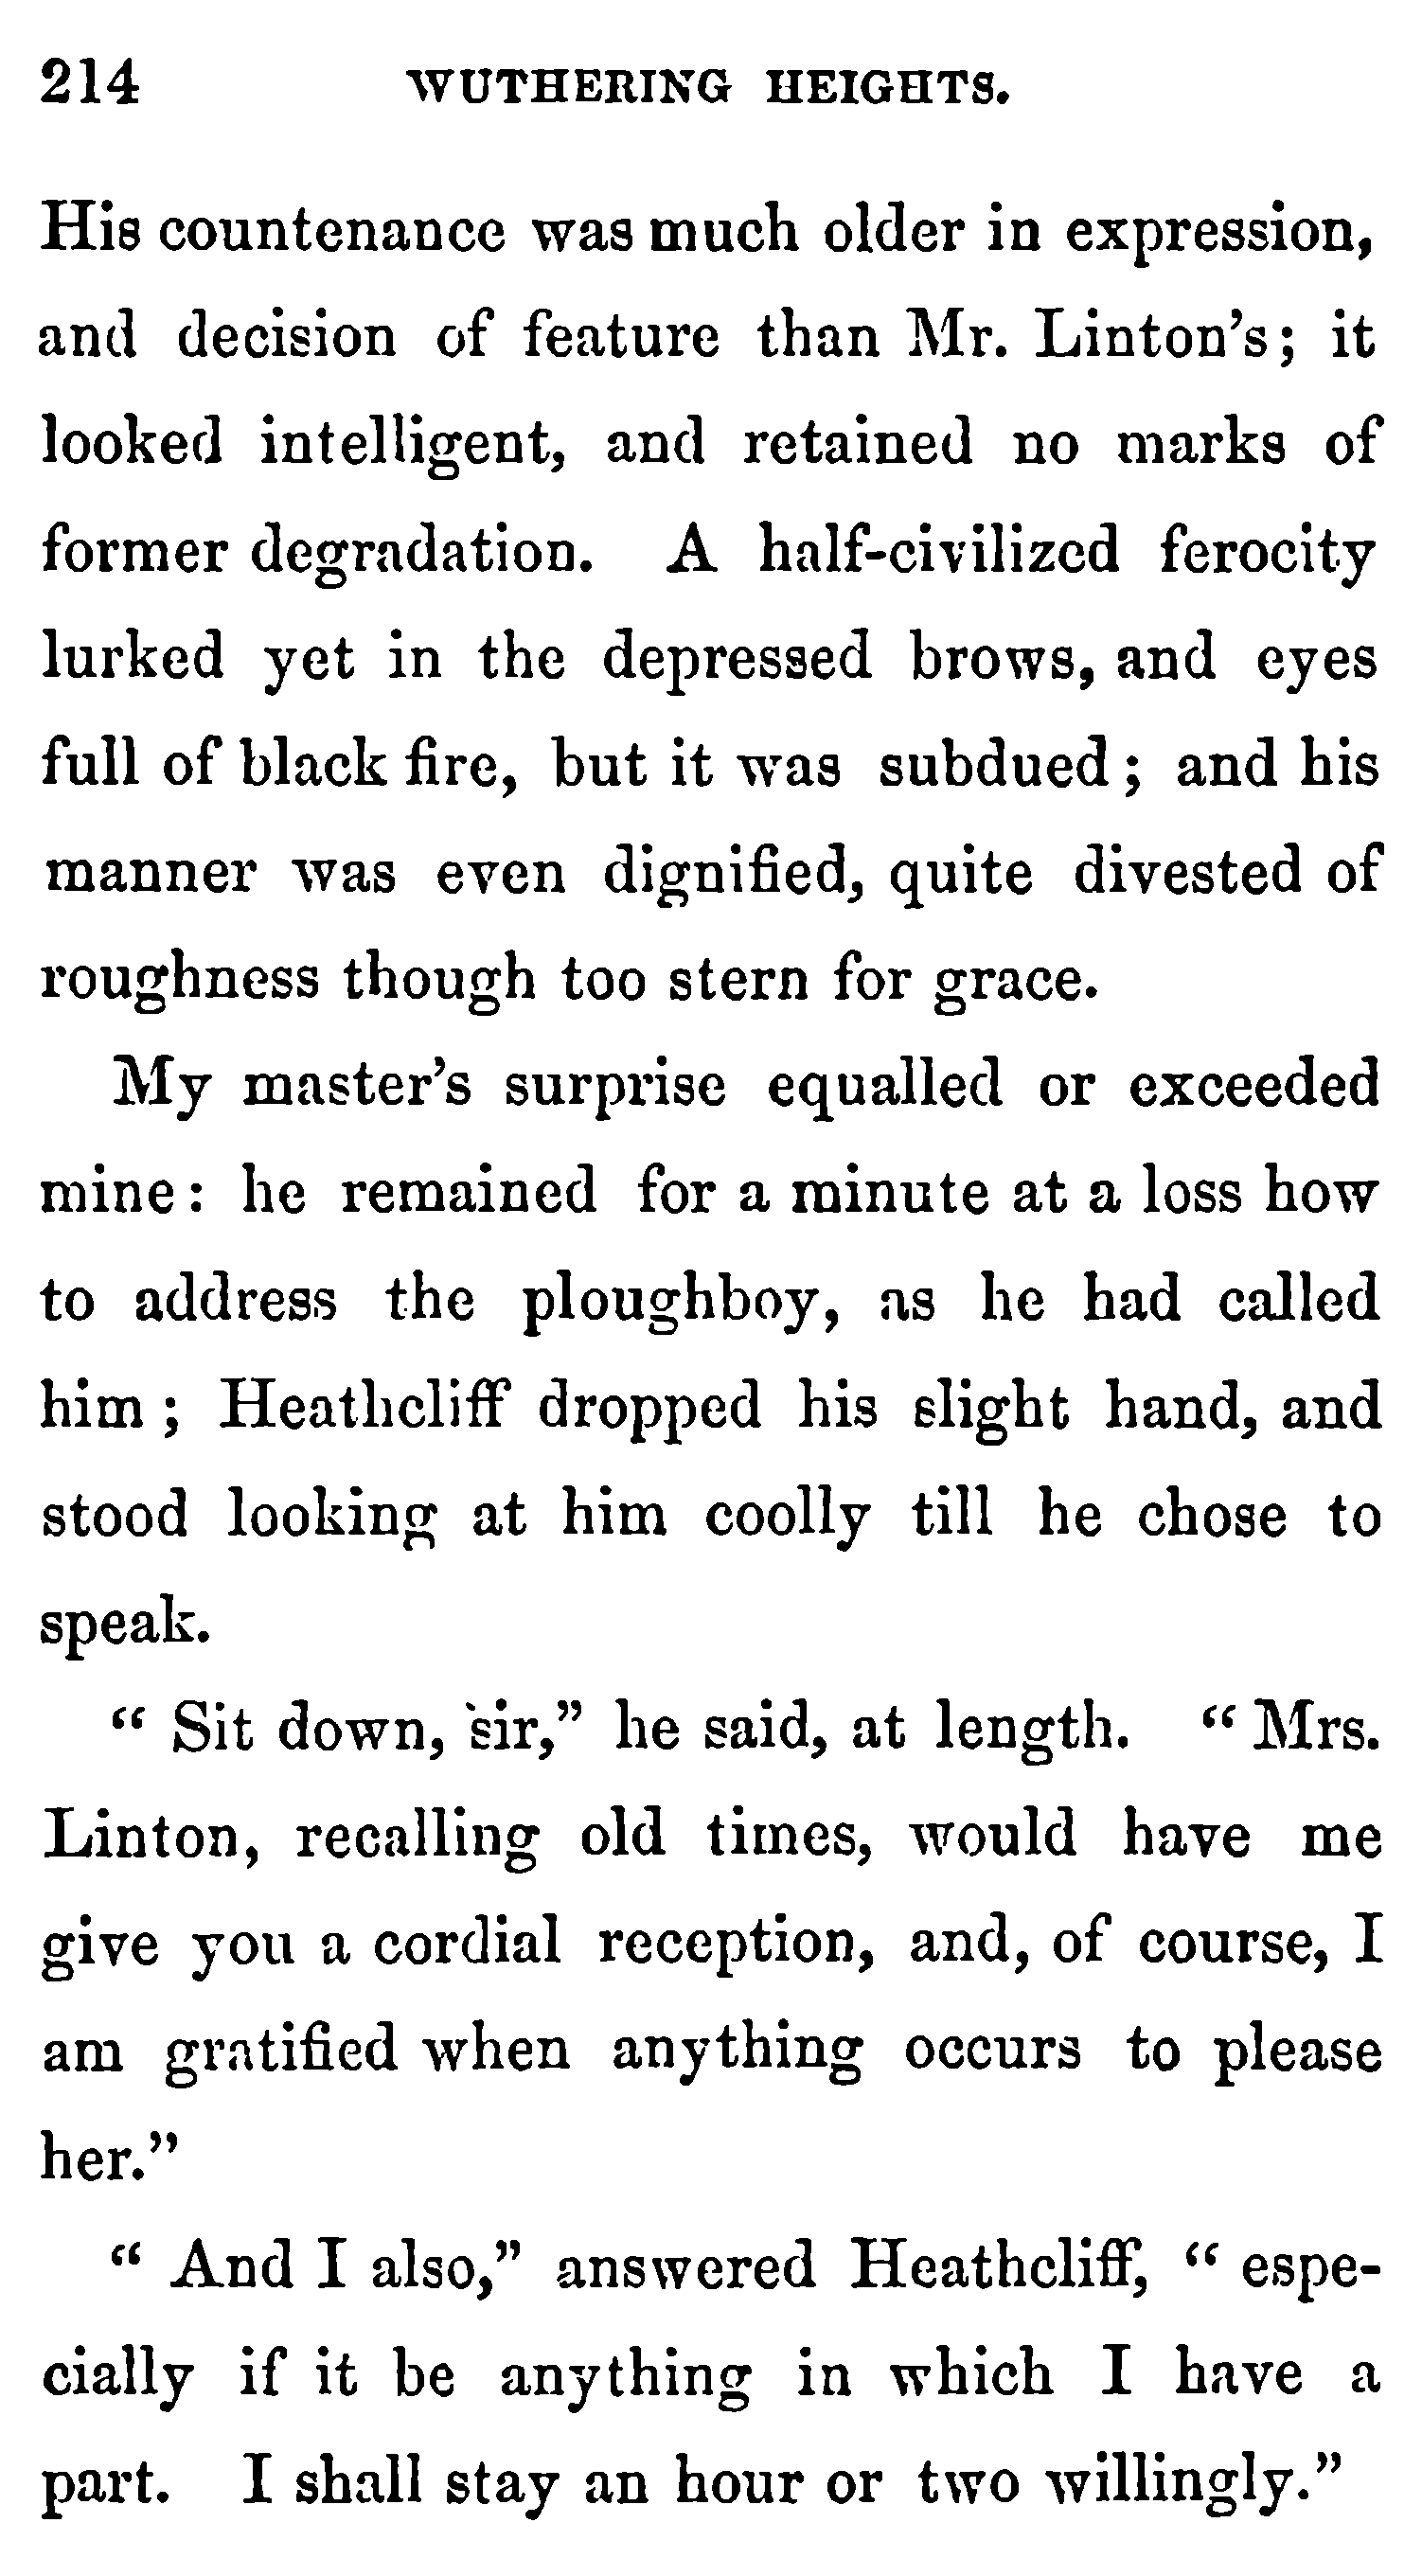 214 WUTHERING HEIGHTS.
His countenance was much older in expression,
and decision of feature than Mr. Linton's; it
looked intelligent, and retained no marks of
former degradation. A half-civilized ferocity
lurked yet in the depressed brows, and eyes
full of black fire, but it was subdued; and his
manner was even dignified, quite divested of
roughness though too stern for grace.
My master's surprise equalled or exceeded
mine: he remained for a minute at a loss how
to address the ploughboy, as he had called
him; Heathcliff dropped his slight hand, and
stood looking at him coolly till he chose to
speak.
"Sit down, sir," he said, at length. "Mrs.
Linton, recalling old times, would have me
give you a cordial reception, and, of course, I
am gratified when anything occurs to please
her."
"And I also," answered Heathcliff, "espe-
cially if it be anything in which I have a
part. I shall stay an hour or two willingly."